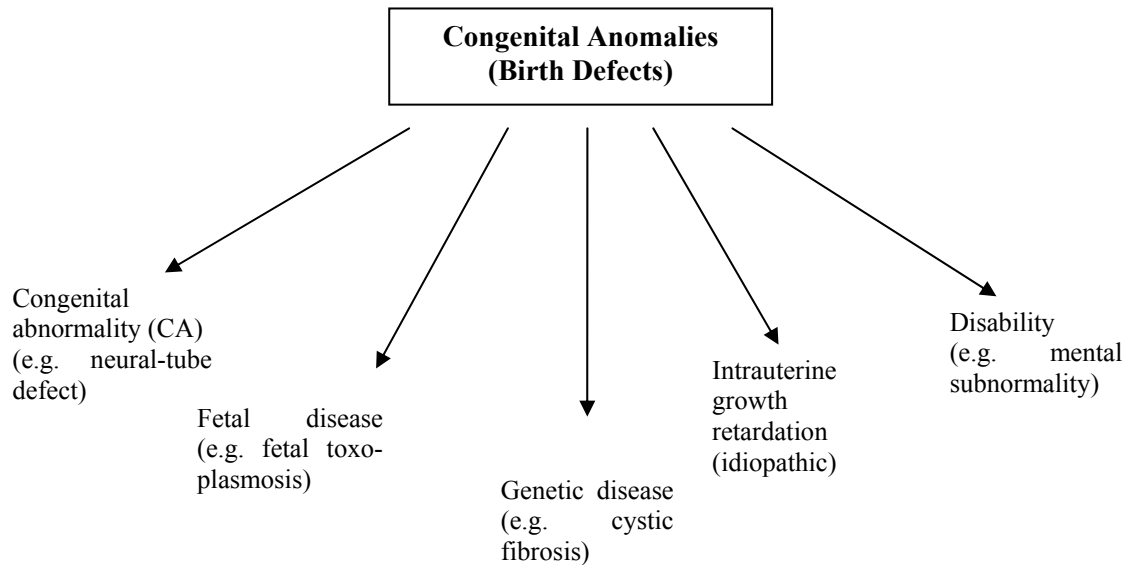 Congenital Anomalies
(Birth Defects)
Congenital
abnormality (CA)
(e.g. neural-tube
defect)
Fetal disease
(e.g. fetal toxo-
plasmosis)
Genetic disease
(e.g. cystic
fibrosis)
Intrauterine
growth
retardation
(idiopathic)
Disability
(e.g. mental
subnormality)